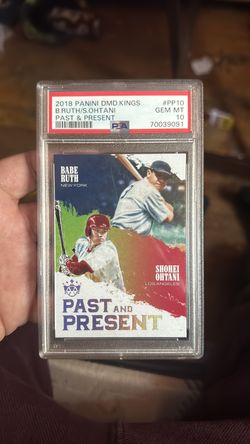 2018 PANINI DMD.KINGS #PP10
B.RUTH/S.OHTANI GEM MT
PAST & PRESENT 10
PSA 70039091
BABE
RUTH
NEW YORK
SHOHEI
OHTANI
LOS ANGELES
PAST AND
PRESENT